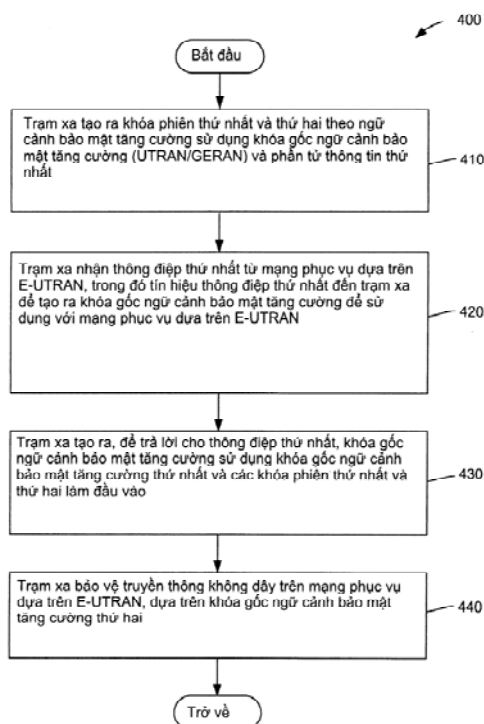 400
Bắt đầu
Trạm xa tạo ra khóa phiên thứ nhất và thứ hai theo ngữ
cảnh bảo mật tăng cường sử dụng khóa gốc ngữ cảnh bảo
mật tăng cường (UTRAN/GERAN) và phần tử thông tin thứ
nhất
410
Trạm xa nhận thông điệp thứ nhất từ mạng phục vụ dựa trên
E-UTRAN, trong đó tín hiệu thông điệp thứ nhất đến trạm xa
để tạo ra khóa gốc ngữ cảnh bảo mật tăng cường để sử
dụng với mạng phục vụ dựa trên E-UTRAN
420
Trạm xa tạo ra, để trả lời cho thông điệp thứ nhất, khóa gốc
ngữ cảnh bảo mật tăng cường sử dụng khóa gốc ngữ cảnh
bảo mật tăng cường thứ nhất và các khóa phiên thứ nhất và
thứ hai làm đầu vào
430
Trạm xa bảo vệ truyền thông không dây trên mạng phục vụ
dựa trên E-UTRAN, dựa trên khóa gốc ngữ cảnh bảo mật
tăng cường thứ hai
440
Trở về